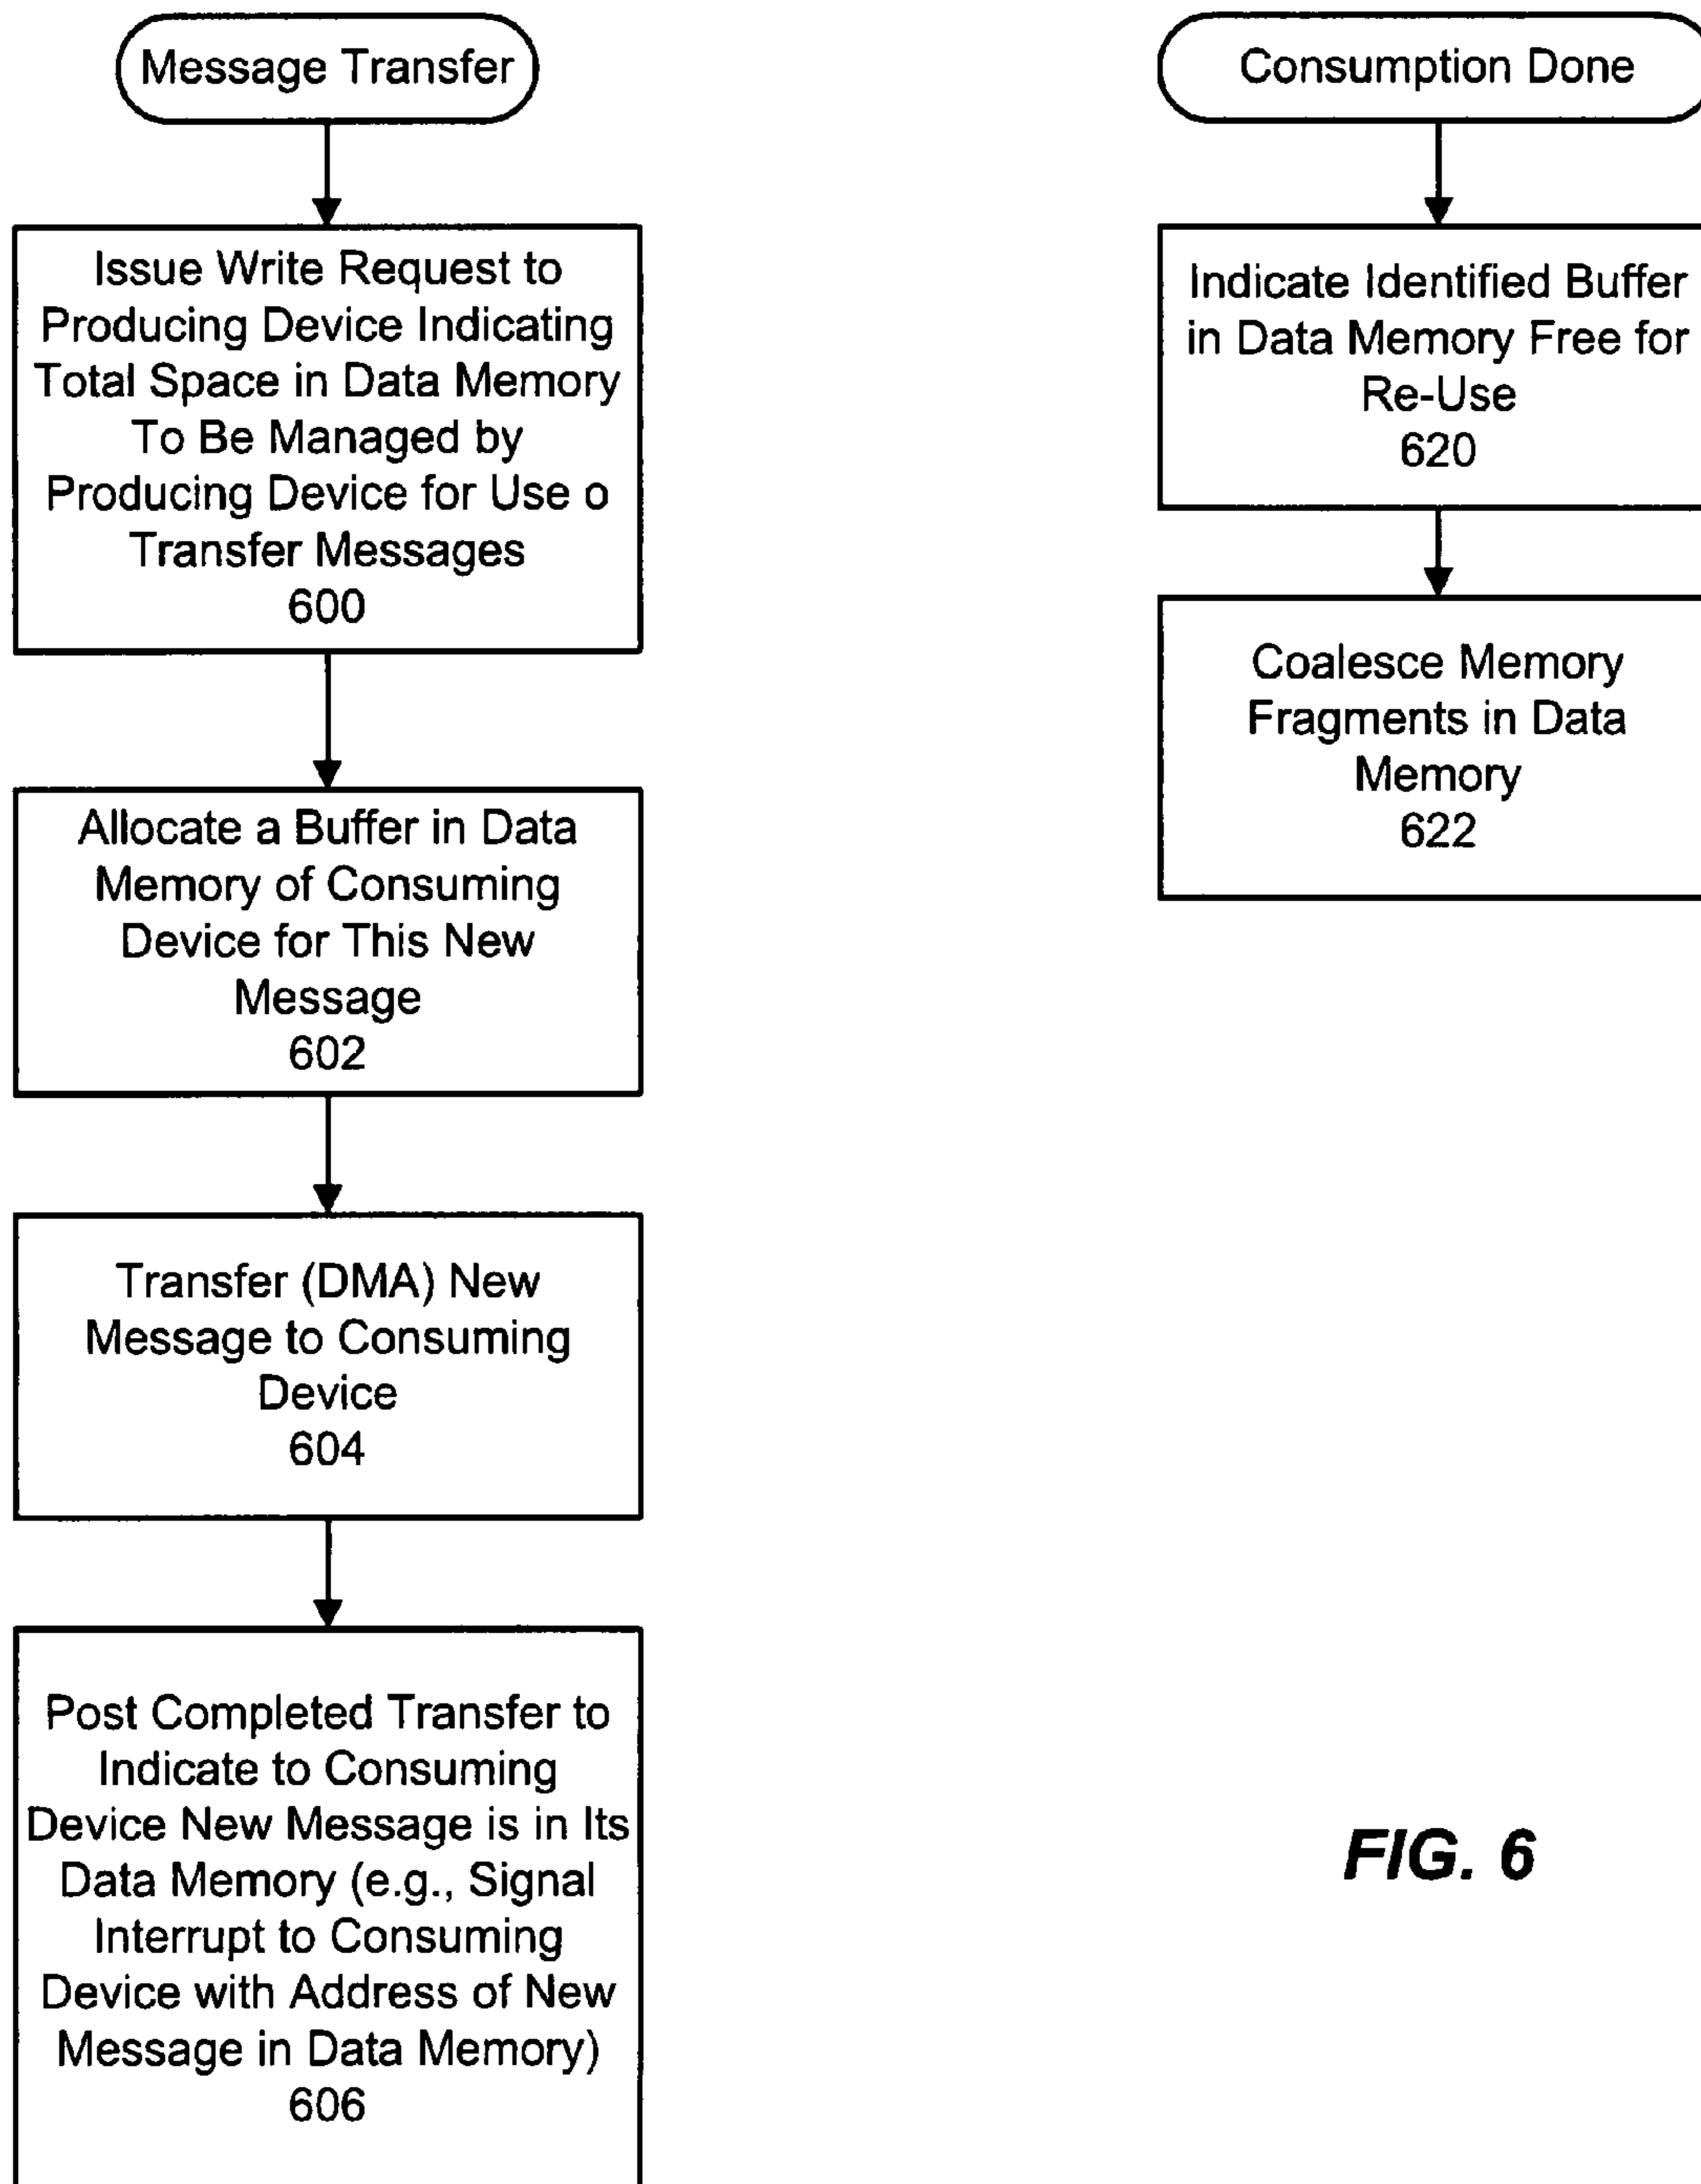 Message Transfer
Issue Write Request to
Producing Device Indicating
Total Space in Data Memory
To Be Managed by
Producing Device for Use o
Transfer Messages
600
Allocate a Buffer in Data
Memory of Consuming
Device for This New
Message
602
Transfer (DMA) New
Message to Consuming
Device
604
Post Completed Transfer to
Indicate to Consuming
Device New Message is in Its
Data Memory (e.g., Signal
Interrupt to Consuming
Device with Address of New
Message in Data Memory)
606
Consumption Done
Indicate Identified Buffer
in Data Memory Free for
Re-Use
620
Coalesce Memory
Fragments in Data
Memory
622
FIG. 6